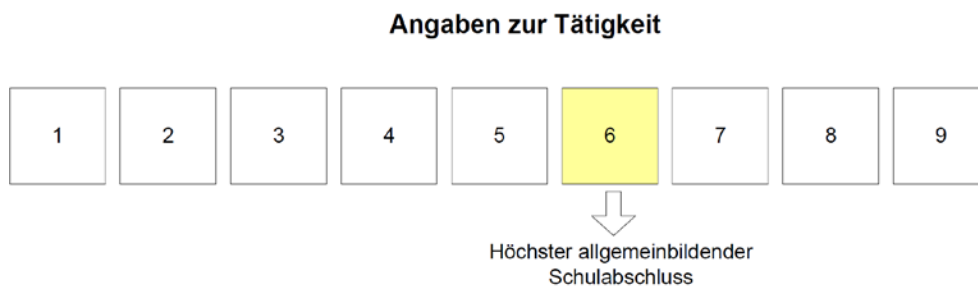 Angaben zur Tätigkeit
1 2 3 4 5 6 7 8 9
Höchster allgemeinbildender
Schulabschluss